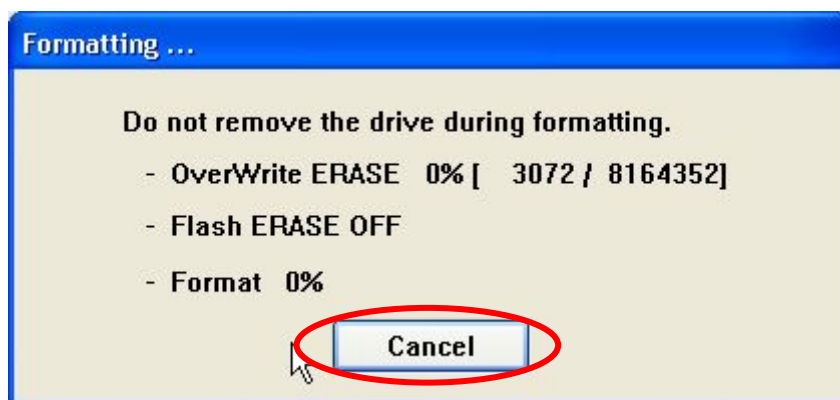 Formatting ...
Do not remove the drive during formatting.
- OverWrite ERASE 0% [ 3072 / 8164352]
- Flash ERASE OFF
- Format 0%
Cancel